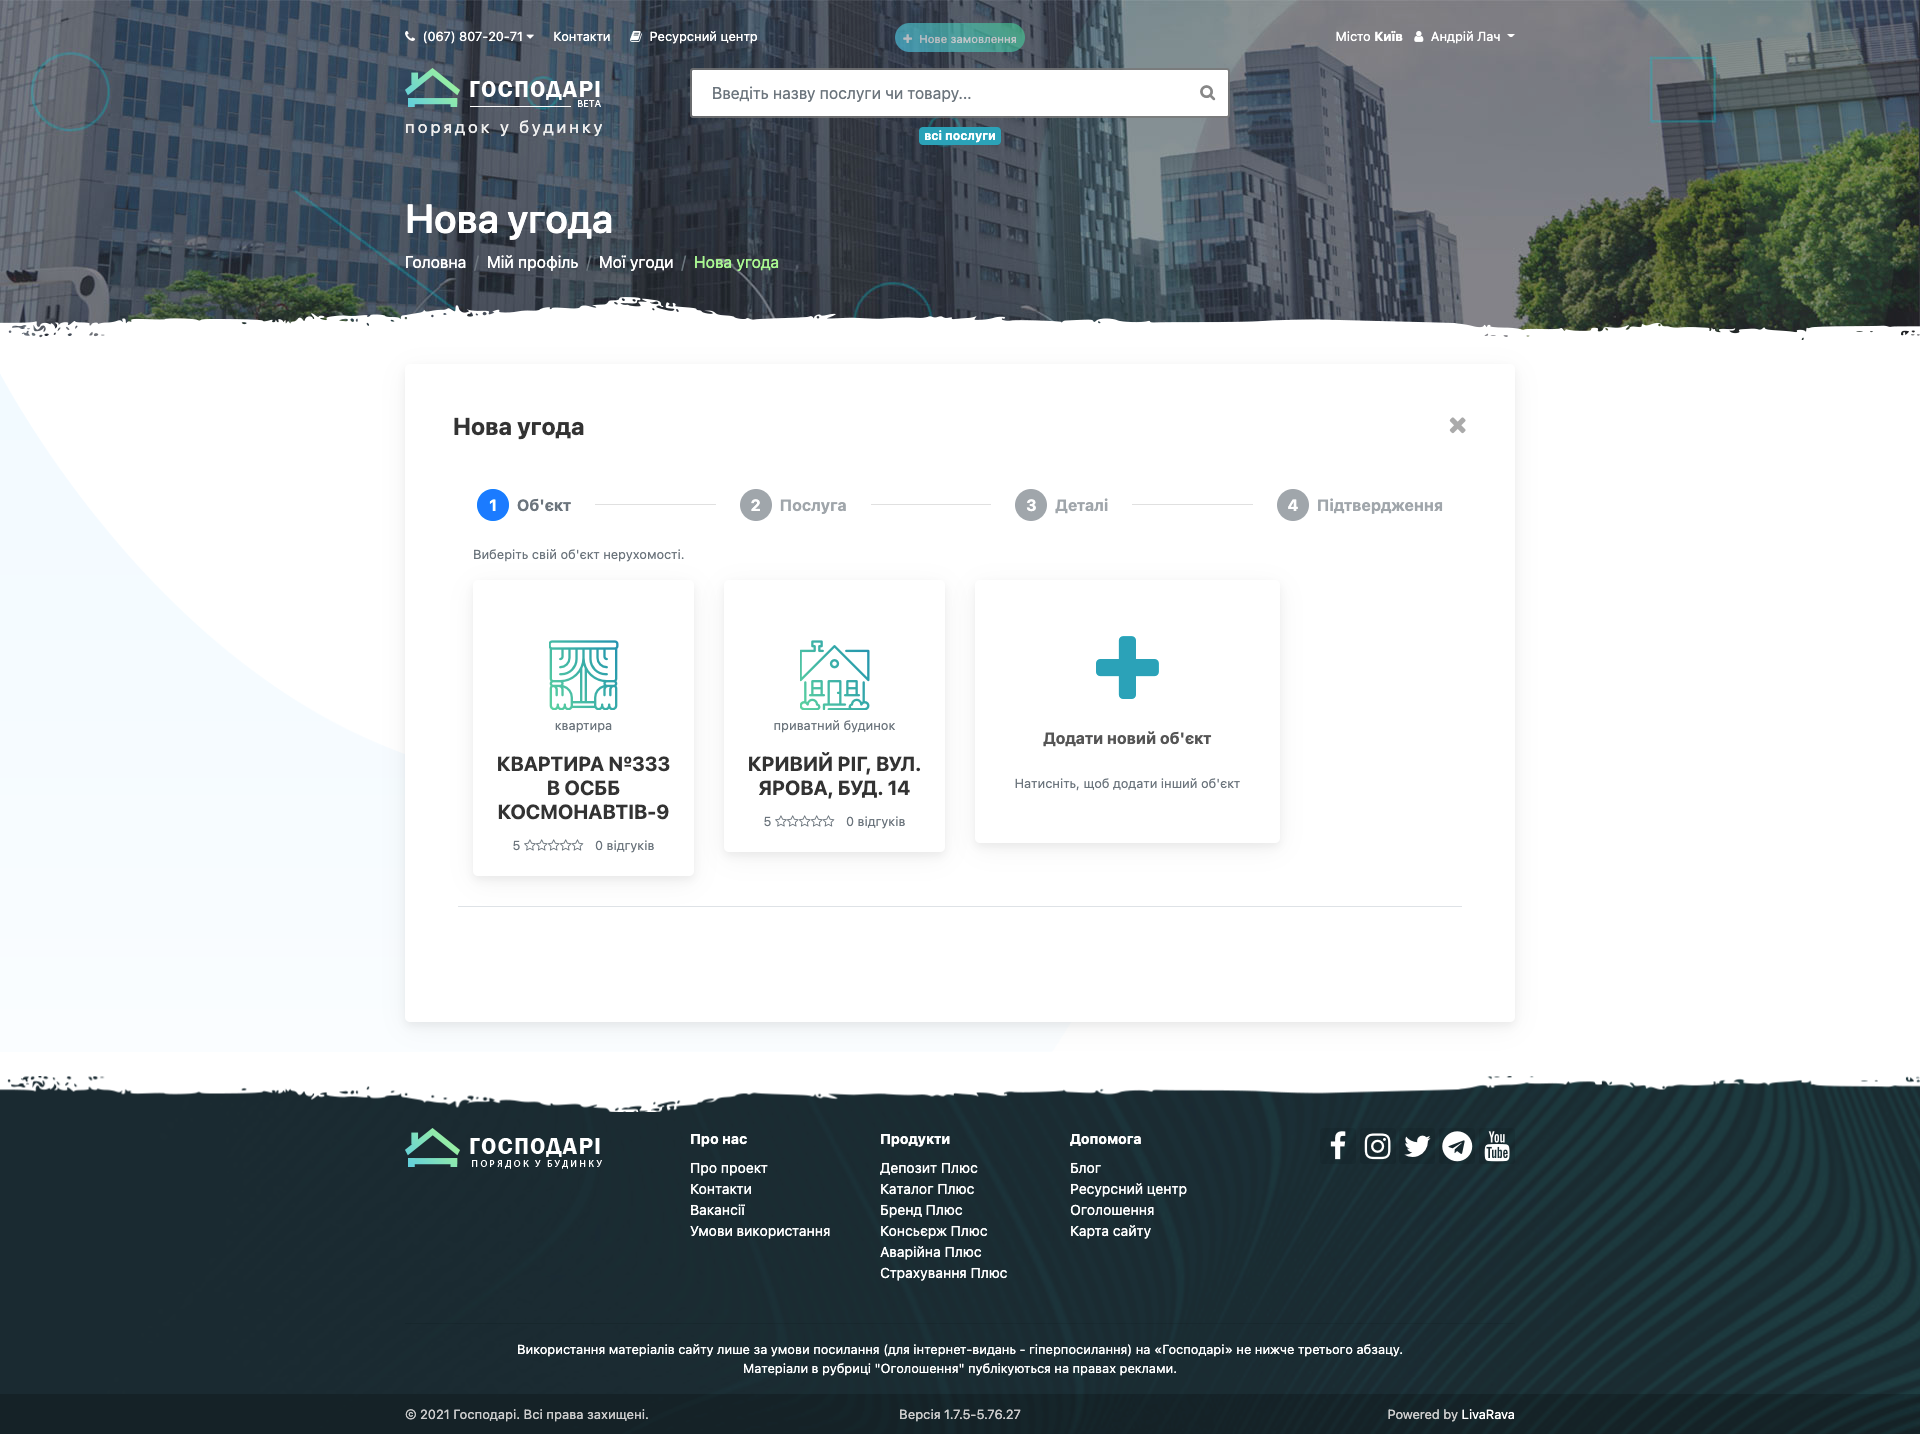 (067) 807-20-71 Контакти Ресурсний центр
Нове замовлення
Місто Київ Андрій Лач
ГОСПОДАРІ
BETA
порядок у будинку
Введіть назву послуги чи товару...
всі послуги
Нова угода
Головна / Мій профіль / Мої угоди / Нова угода
Нова угода
1 Об'єкт
2 Послуга
3 Деталі
4 Підтвердження
Виберіть свій об'єкт нерухомості.
квартира
КВАРТИРА №333
В ОСББ
КОСМОНАВТІВ-9
5 0 відгуків
приватний будинок
КРИВИЙ РІГ, ВУЛ.
ЯРОВА, БУД. 14
5 0 відгуків
Додати новий об'єкт
Натисніть, щоб додати інший об'єкт
ГОСПОДАРІ
ПОРЯДОК У БУДИНКУ
Про нас
Про проект
Контакти
Вакансії
Умови використання
Продукти
Депозит Плюс
Каталог Плюс
Бренд Плюс
Консьєрж Плюс
Аварійна Плюс
Страхування Плюс
Допомога
Блог
Ресурсний центр
Оголошення
Карта сайту
You
Tube
Використання матеріалів сайту лише за умови посилання (для інтернет-видань - гіперпосилання) на «Господарі» не нижче третього абзацу.
Матеріали в рубриці "Оголошення" публікуються на правах реклами.
© 2021 Господарі. Всі права захищені.
Версія 1.7.5-5.76.27
Powered by LivaRava